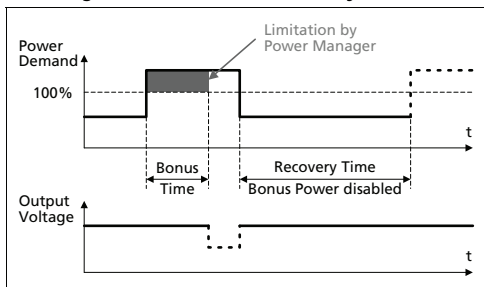 Limitation by
Power Manager
Power
Demand
100%
t
Bonus
Time
Recovery Time
Bonus Power disabled
Output
Voltage
t